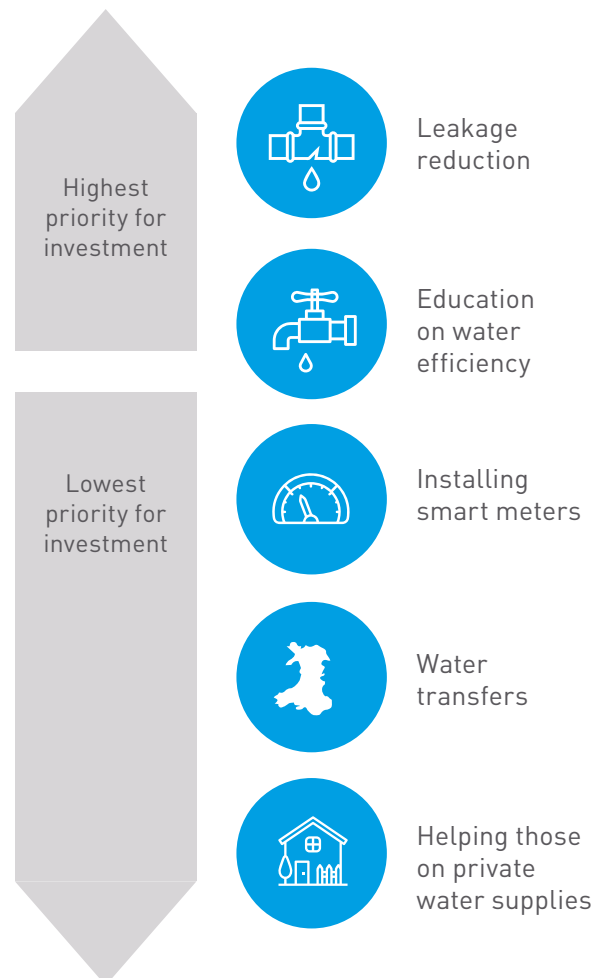 Highest
priority for
investment
Leakage
reduction
Education
on water
efficiency
Lowest
priority for
investment
Installing
smart meters
Water
transfers
Helping those
on private
water supplies